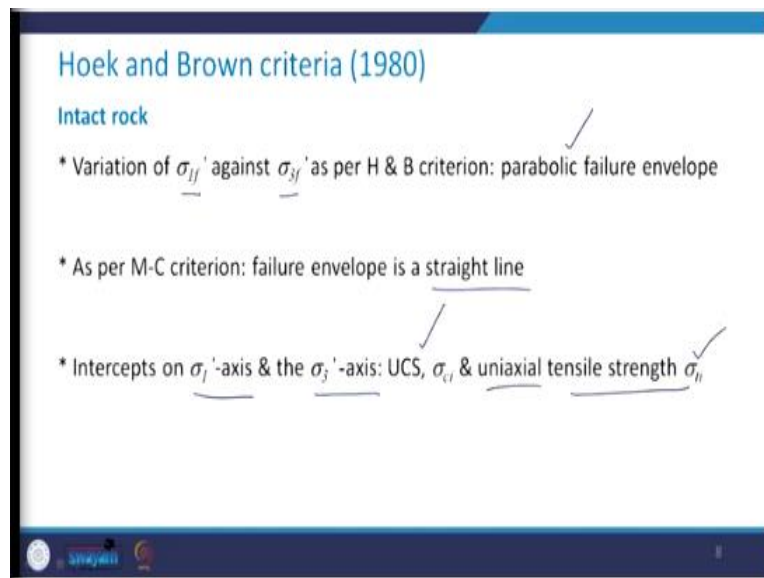 Hoek and Brown criteria (1980)
Intact rock
* Variation of σ₁f ' against σ₃f ' as per H & B criterion: parabolic failure envelope
* As per M-C criterion: failure envelope is a straight line
* Intercepts on σ₁'-axis & the σ₃'-axis: UCS, σci & uniaxial tensile strength σti
swayam
8